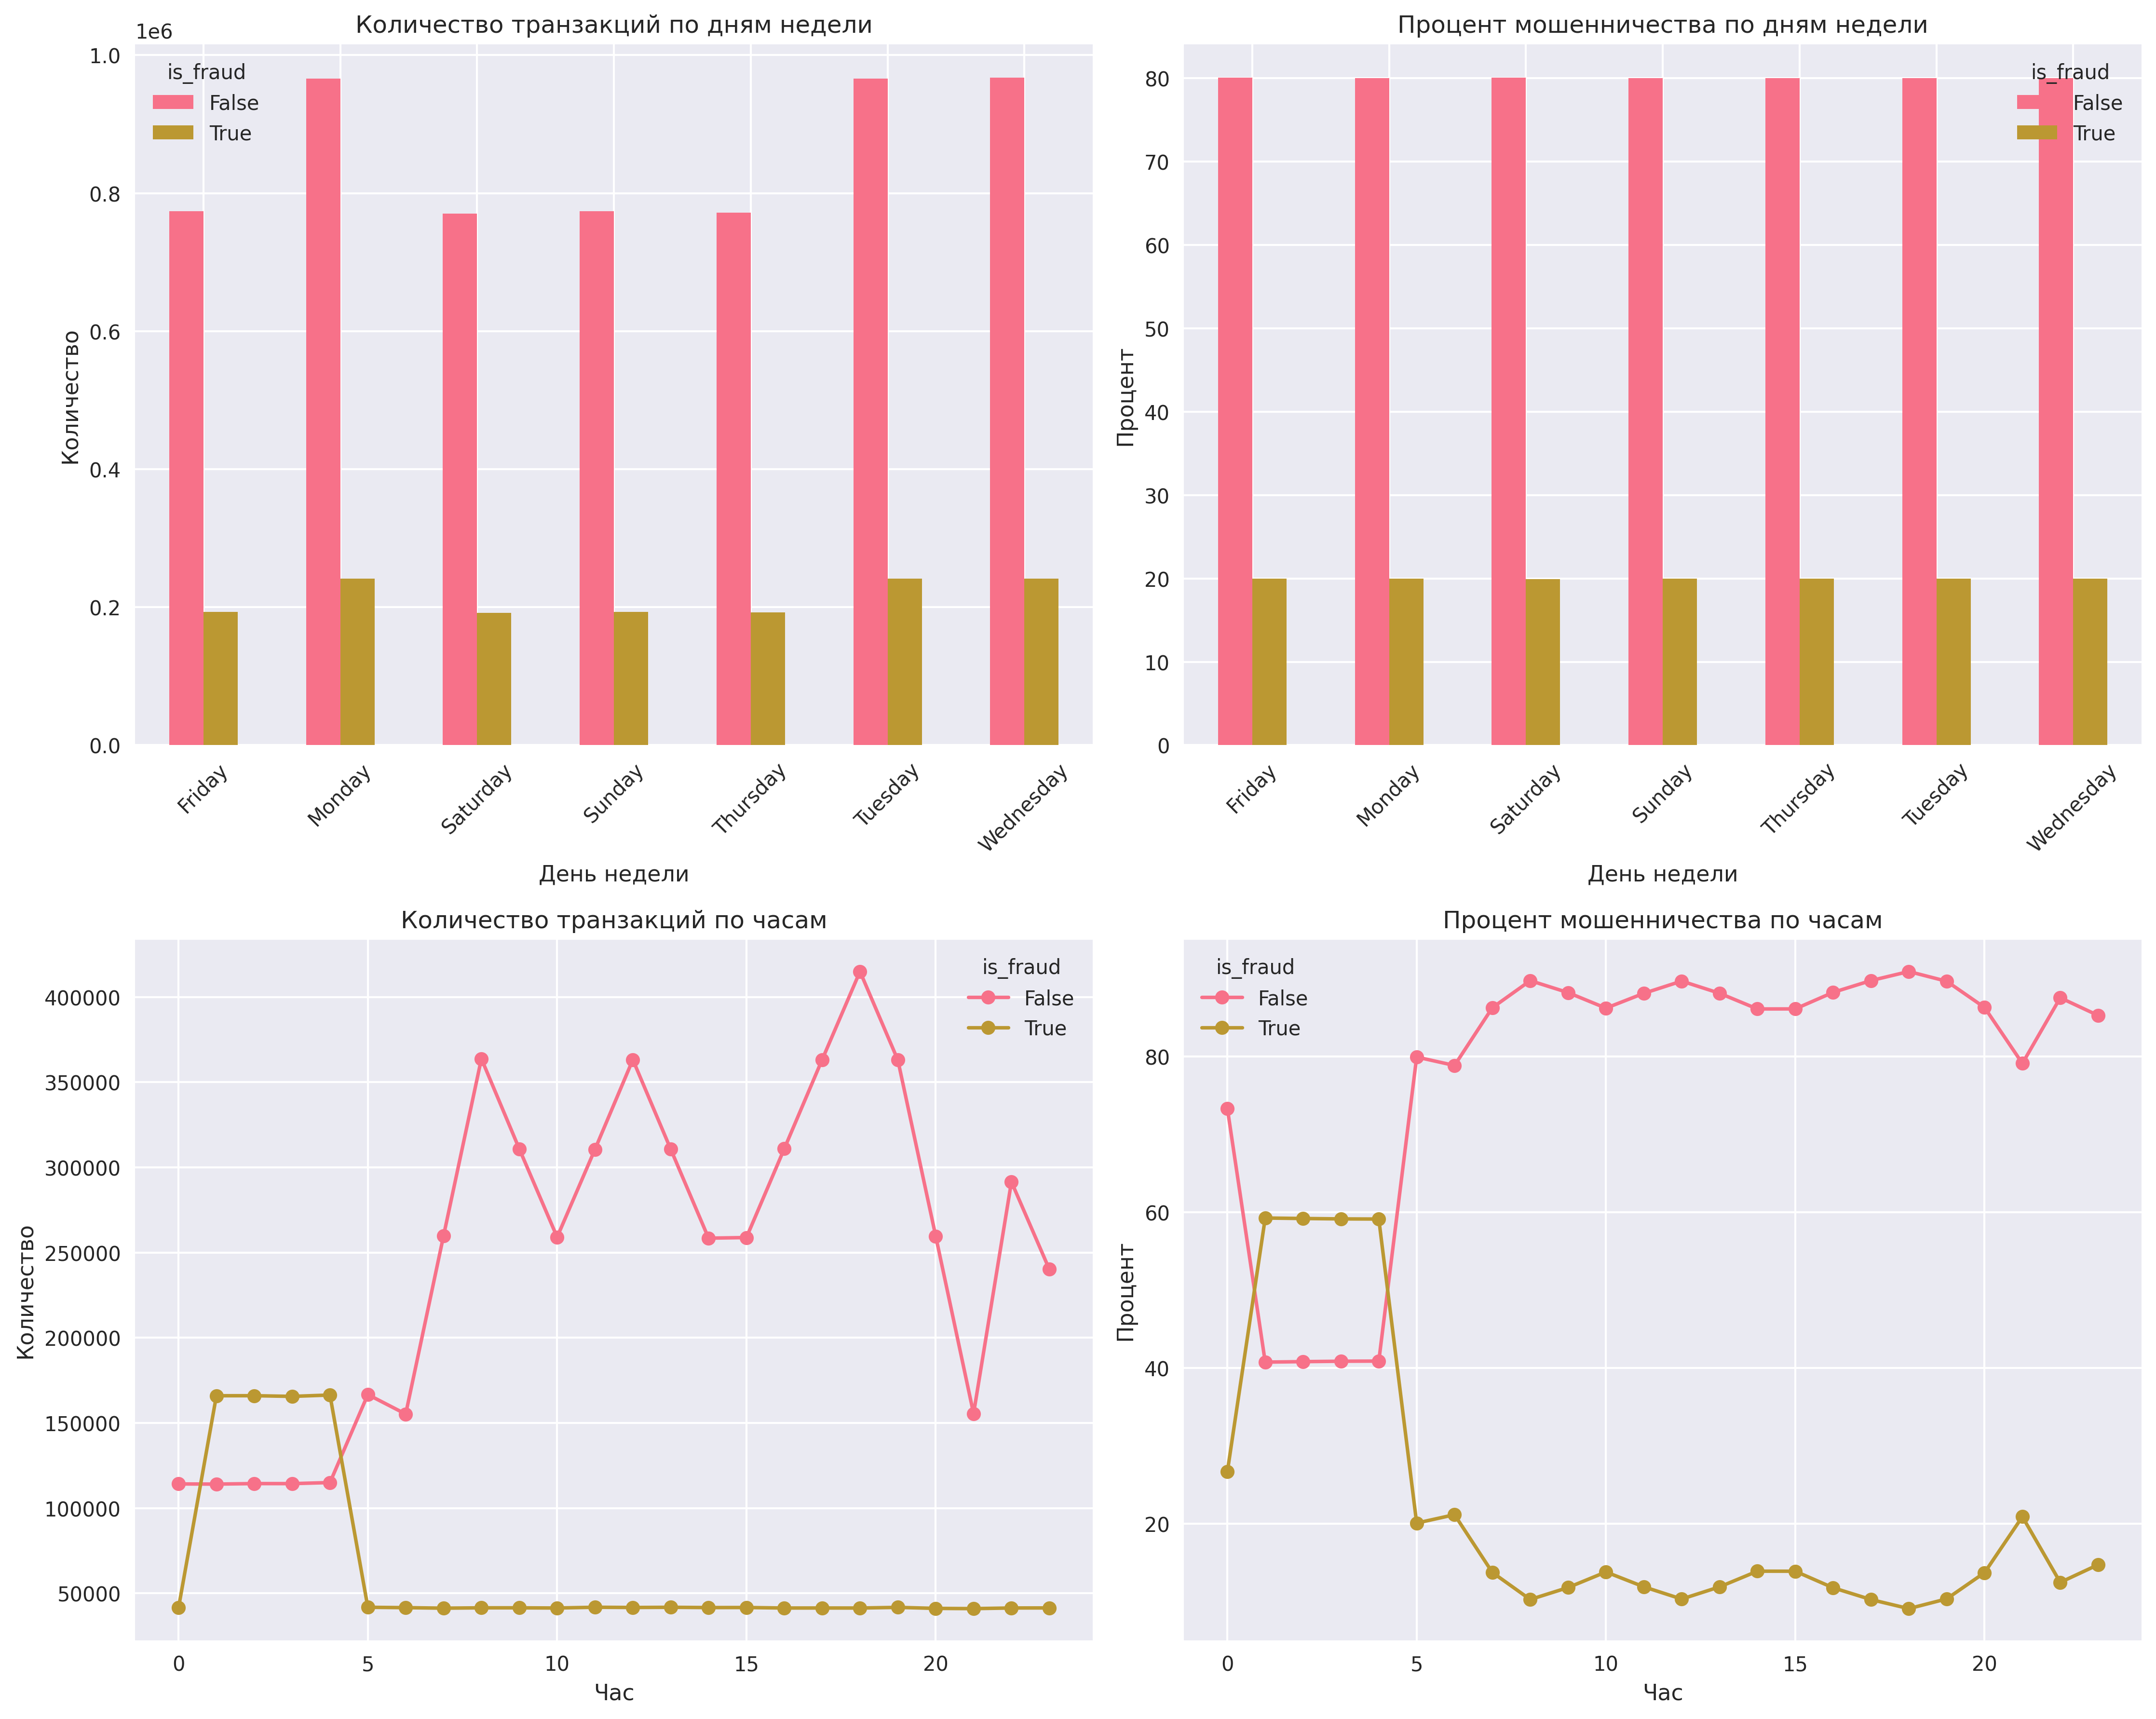 Количество транзакций по дням недели
1e6
is_fraud
False
True
1.0
0.8
0.6
0.4
0.2
0.0
Количество
Friday
Monday
Saturday
Sunday
Thursday
Tuesday
Wednesday
День недели
Процент мошенничества по дням недели
is_fraud
False
True
80
70
60
50
40
30
20
10
0
Процент
Friday
Monday
Saturday
Sunday
Thursday
Tuesday
Wednesday
День недели
Количество транзакций по часам
is_fraud
False
True
400000
350000
300000
250000
200000
150000
100000
50000
Количество
0 5 10 15 20
Час
Процент мошенничества по часам
is_fraud
False
True
80
60
40
20
Процент
0 5 10 15 20
Час